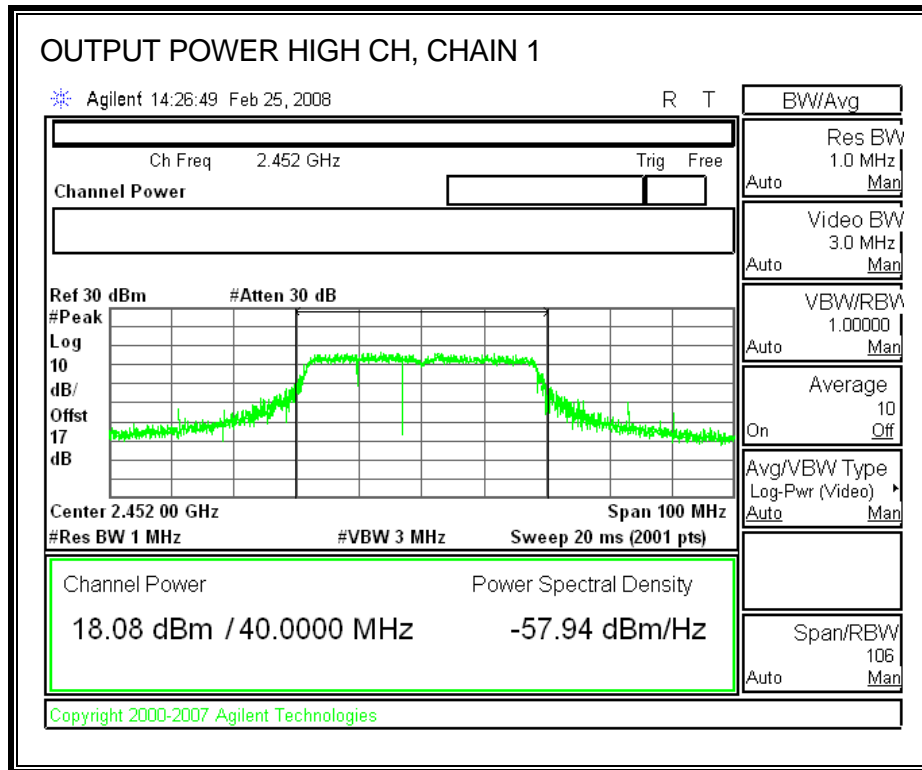 OUTPUT POWER HIGH CH, CHAIN 1
Agilent 14:26:49 Feb 25, 2008 R T
Ch Freq 2.452 GHz Trig Free
Channel Power
Ref 30 dBm #Atten 30 dB
#Peak
Log
10
dB/
Offst
17
dB
Center 2.452 00 GHz Span 100 MHz
#Res BW 1 MHz #VBW 3 MHz Sweep 20 ms (2001 pts)
Channel Power Power Spectral Density
18.08 dBm / 40.0000 MHz -57.94 dBm/Hz
Copyright 2000-2007 Agilent Technologies
BW/Avg
Res BW
1.0 MHz
Auto Man
Video BW
3.0 MHz
Auto Man
VBW/RBW
1.00000
Auto Man
Average
10
On Off
Avg/VBW Type
Log-Pwr (Video)
Auto Man
Span/RBW
106
Auto Man